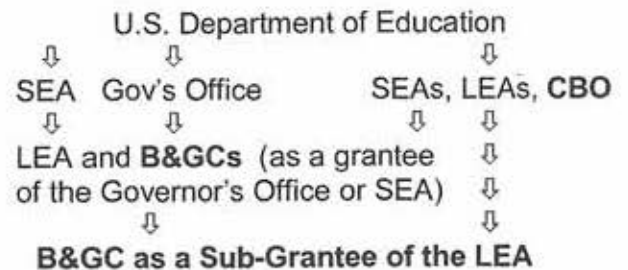 U.S. Department of Education
⇩ ⇩ ⇩
SEA Gov's Office SEAs, LEAs, CBO
⇩ ⇩ ⇩ ⇩
LEA and B&GCs (as a grantee ⇩
of the Governor's Office or SEA) ⇩
⇩ ⇩
B&GC as a Sub-Grantee of the LEA